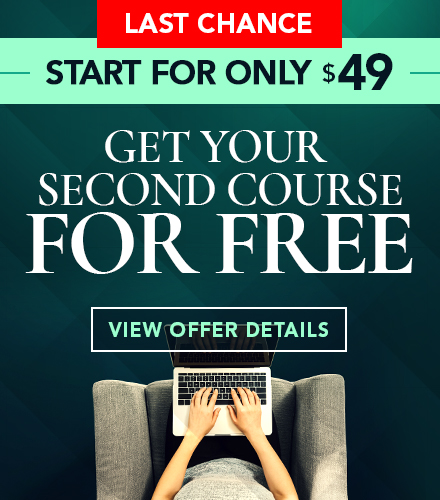 LAST CHANCE
START FOR ONLY $49
GET YOUR
SECOND COURSE
FOR FREE
VIEW OFFER DETAILS